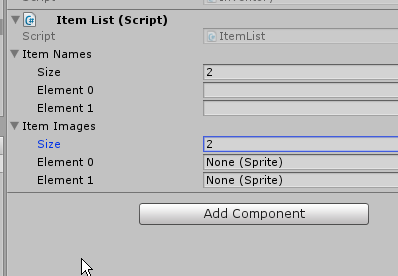 Item List (Script)
Script ItemList
Item Names
Size 2
Element 0
Element 1
Item Images
Size 2
Element 0 None (Sprite)
Element 1 None (Sprite)
Add Component